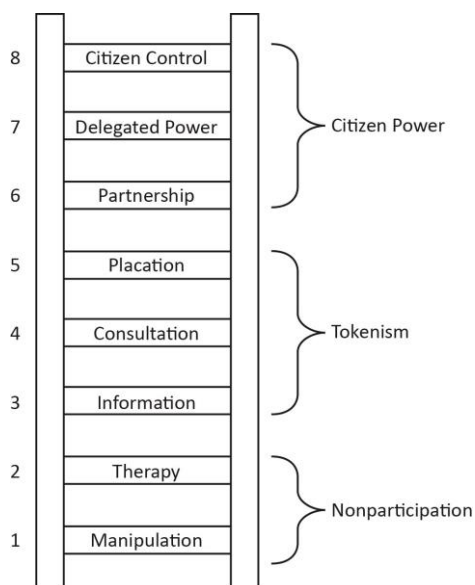 8 Citizen Control
7 Delegated Power
Citizen Power
6 Partnership
5 Placation
4 Consultation
Tokenism
3 Information
2 Therapy
Nonparticipation
1 Manipulation